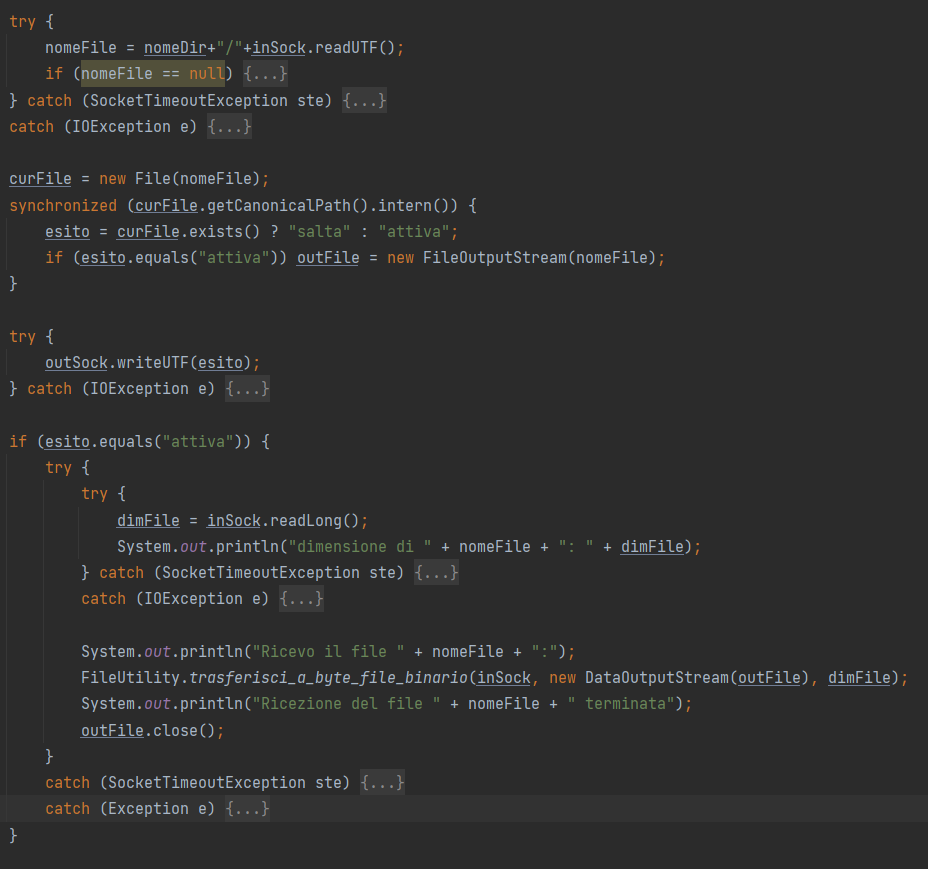 try {
    nomeFile = nomeDir+"/"+inSock.readUTF();
    if (nomeFile == null) {...}
} catch (SocketTimeoutException ste) {...}
catch (IOException e) {...}

curFile = new File(nomeFile);
synchronized (curFile.getCanonicalPath().intern()) {
    esito = curFile.exists() ? "salta" : "attiva";
    if (esito.equals("attiva")) outFile = new FileOutputStream(nomeFile);
}

try {
    outSock.writeUTF(esito);
} catch (IOException e) {...}

if (esito.equals("attiva")) {
    try {
        try {
            dimFile = inSock.readLong();
            System.out.println("dimensione di " + nomeFile + ": " + dimFile);
        } catch (SocketTimeoutException ste) {...}
        catch (IOException e) {...}

        System.out.println("Ricevo il file " + nomeFile + ":");
        FileUtility.trasferisci_a_byte_file_binario(inSock, new DataOutputStream(outFile), dimFile);
        System.out.println("Ricezione del file " + nomeFile + " terminata");
        outFile.close();
    }
    catch (SocketTimeoutException ste) {...}
    catch (Exception e) {...}
}